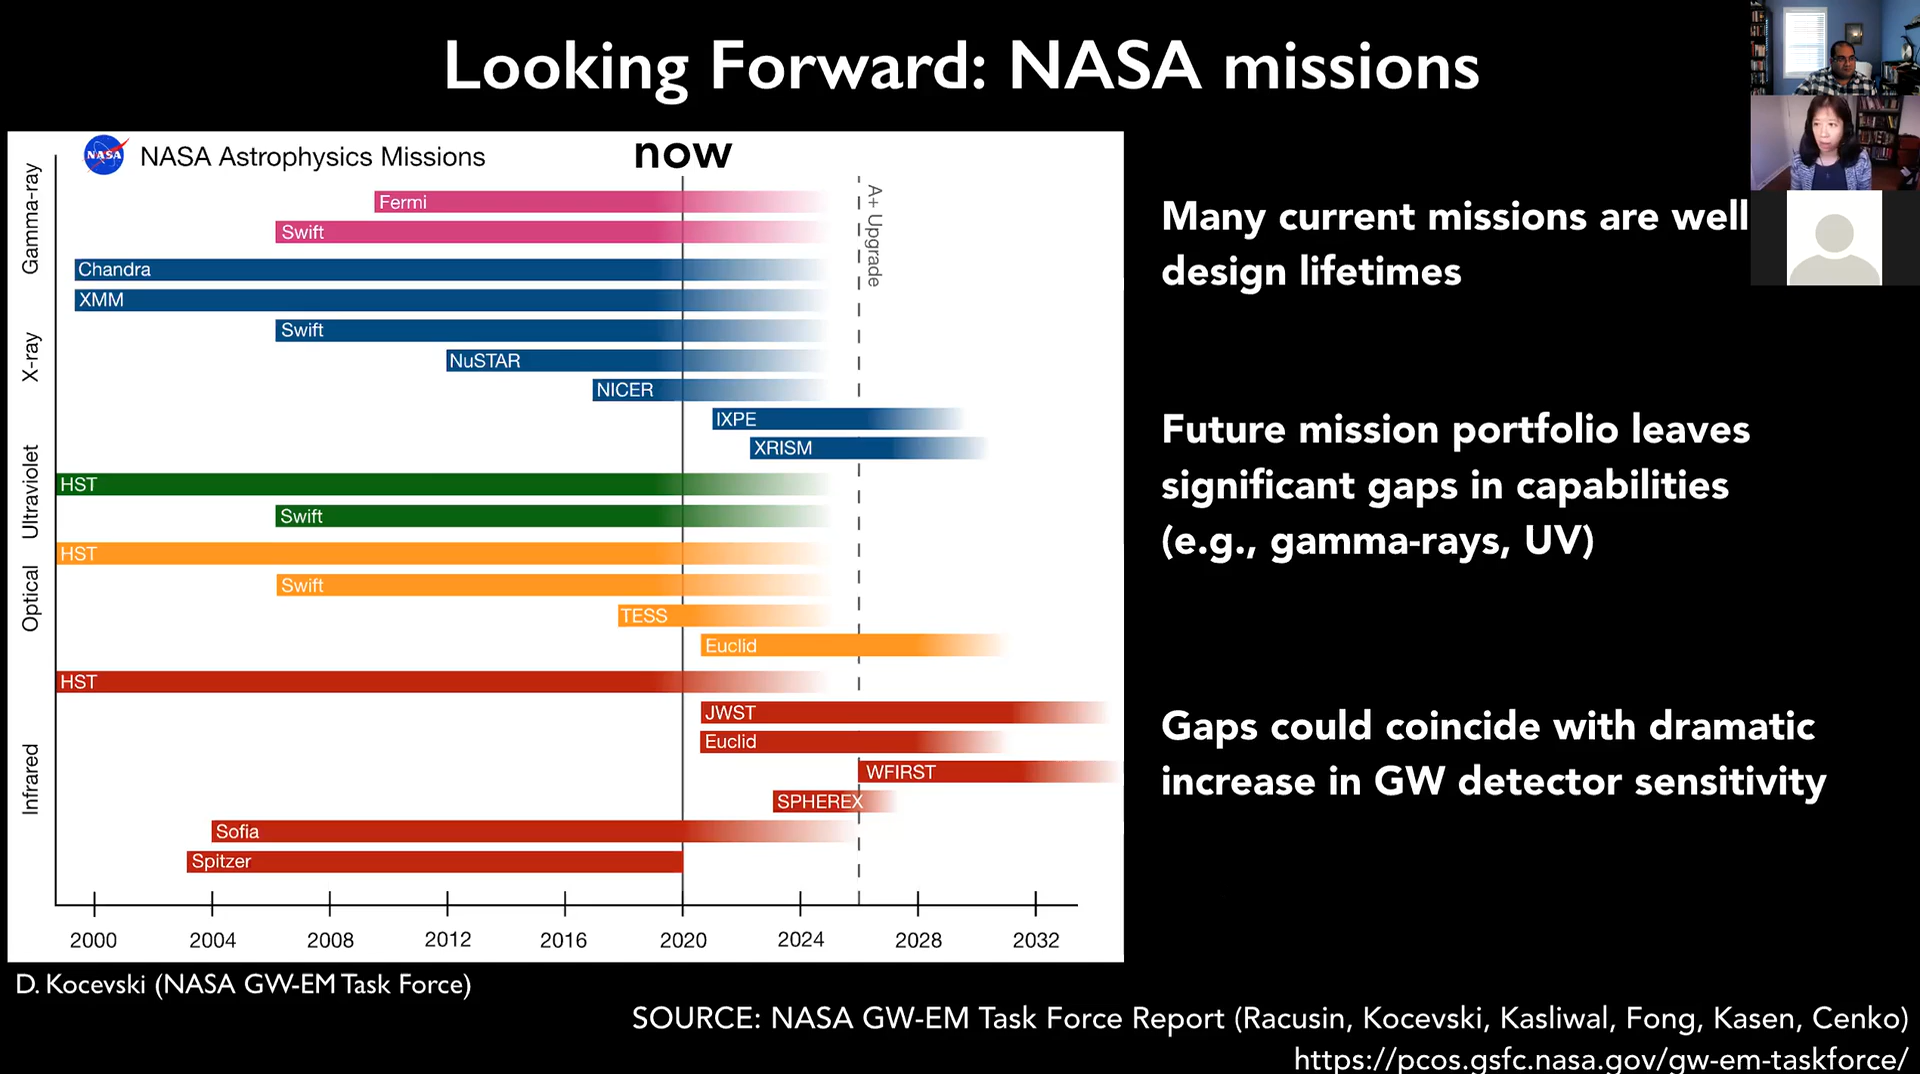 Looking Forward: NASA missions
NASA
NASA Astrophysics Missions
now
A+ Upgrade
Gamma-ray
Fermi
Swift
X-ray
Chandra
XMM
Swift
NuSTAR
NICER
IXPE
XRISM
Ultraviolet
HST
Swift
Optical
HST
Swift
TESS
Euclid
Infrared
HST
JWST
Euclid
WFIRST
SPHEREX
Sofia
Spitzer
2000 2004 2008 2012 2016 2020 2024 2028 2032
Many current missions are well
design lifetimes
Future mission portfolio leaves
significant gaps in capabilities
(e.g., gamma-rays, UV)
Gaps could coincide with dramatic
increase in GW detector sensitivity
D. Kocevski (NASA GW-EM Task Force)
SOURCE: NASA GW-EM Task Force Report (Racusin, Kocevski, Kasliwal, Fong, Kasen, Cenko)
https://pcos.gsfc.nasa.gov/gw-em-taskforce/